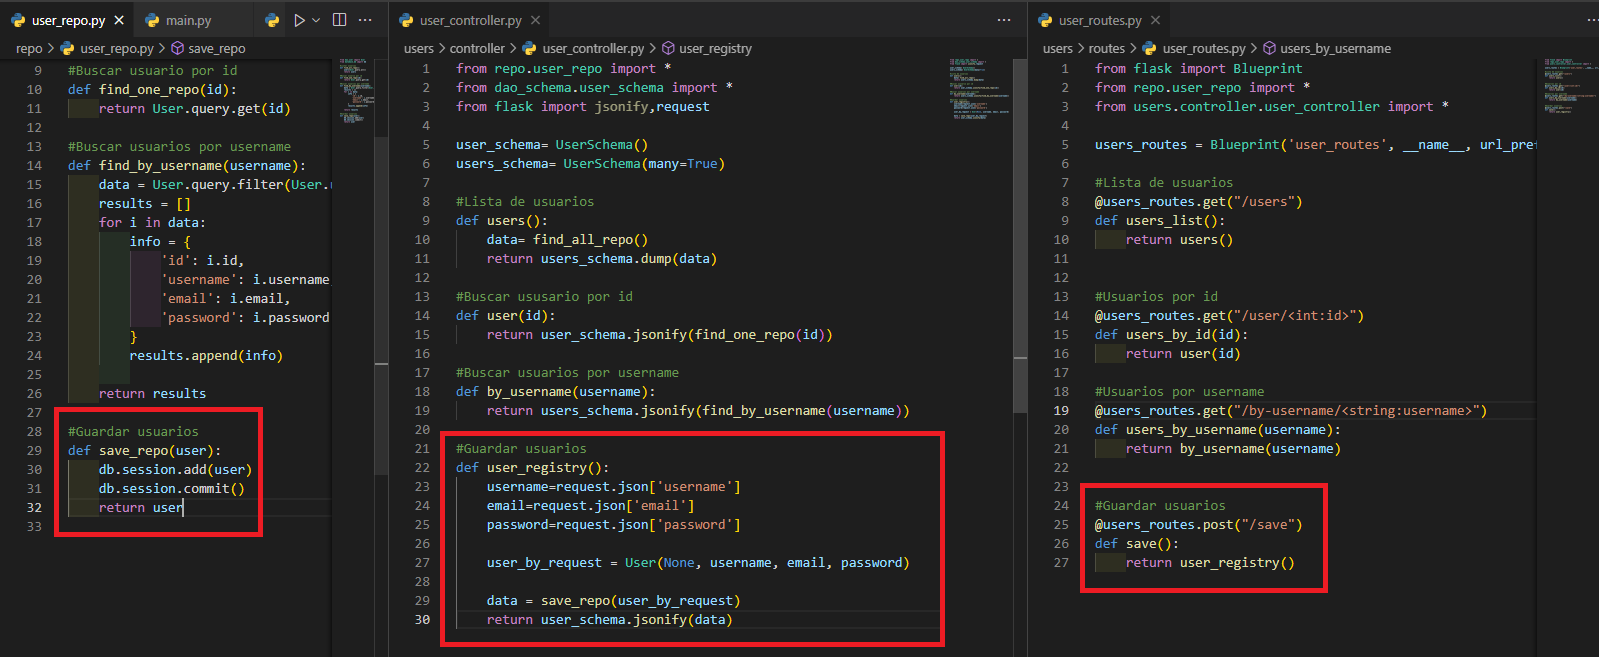 user_repo.py
main.py
repo > user_repo.py > save_repo
9 #Buscar usuario por id
10 def find_one_repo(id):
11 return User.query.get(id)
12
13 #Buscar usuarios por username
14 def find_by_username(username):
15 data = User.query.filter(User.
16 results = []
17 for i in data:
18 info = {
19 'id': i.id,
20 'username': i.username,
21 'email': i.email,
22 'password': i.password
23 }
24 results.append(info)
25
26 return results
27
28 #Guardar usuarios
29 def save_repo(user):
30 db.session.add(user)
31 db.session.commit()
32 return user
33
user_controller.py
users > controller > user_controller.py > user_registry
1 from repo.user_repo import *
2 from dao_schema.user_schema import *
3 from flask import jsonify,request
4
5 user_schema= UserSchema()
6 users_schema= UserSchema(many=True)
7
8 #Lista de usuarios
9 def users():
10 data= find_all_repo()
11 return users_schema.dump(data)
12
13 #Buscar ususario por id
14 def user(id):
15 return user_schema.jsonify(find_one_repo(id))
16
17 #Buscar usuarios por username
18 def by_username(username):
19 return users_schema.jsonify(find_by_username(username))
20
21 #Guardar usuarios
22 def user_registry():
23 username=request.json['username']
24 email=request.json['email']
25 password=request.json['password']
26
27 user_by_request = User(None, username, email, password)
28
29 data = save_repo(user_by_request)
30 return user_schema.jsonify(data)
user_routes.py
users > routes > user_routes.py > users_by_username
1 from flask import Blueprint
2 from repo.user_repo import *
3 from users.controller.user_controller import *
4
5 users_routes = Blueprint('user_routes', __name__, url_pref
6
7 #Lista de usuarios
8 @users_routes.get("/users")
9 def users_list():
10 return users()
11
12
13 #Usuarios por id
14 @users_routes.get("/user/<int:id>")
15 def users_by_id(id):
16 return user(id)
17
18 #Usuarios por username
19 @users_routes.get("/by-username/<string:username>")
20 def users_by_username(username):
21 return by_username(username)
22
23
24 #Guardar usuarios
25 @users_routes.post("/save")
26 def save():
27 return user_registry()